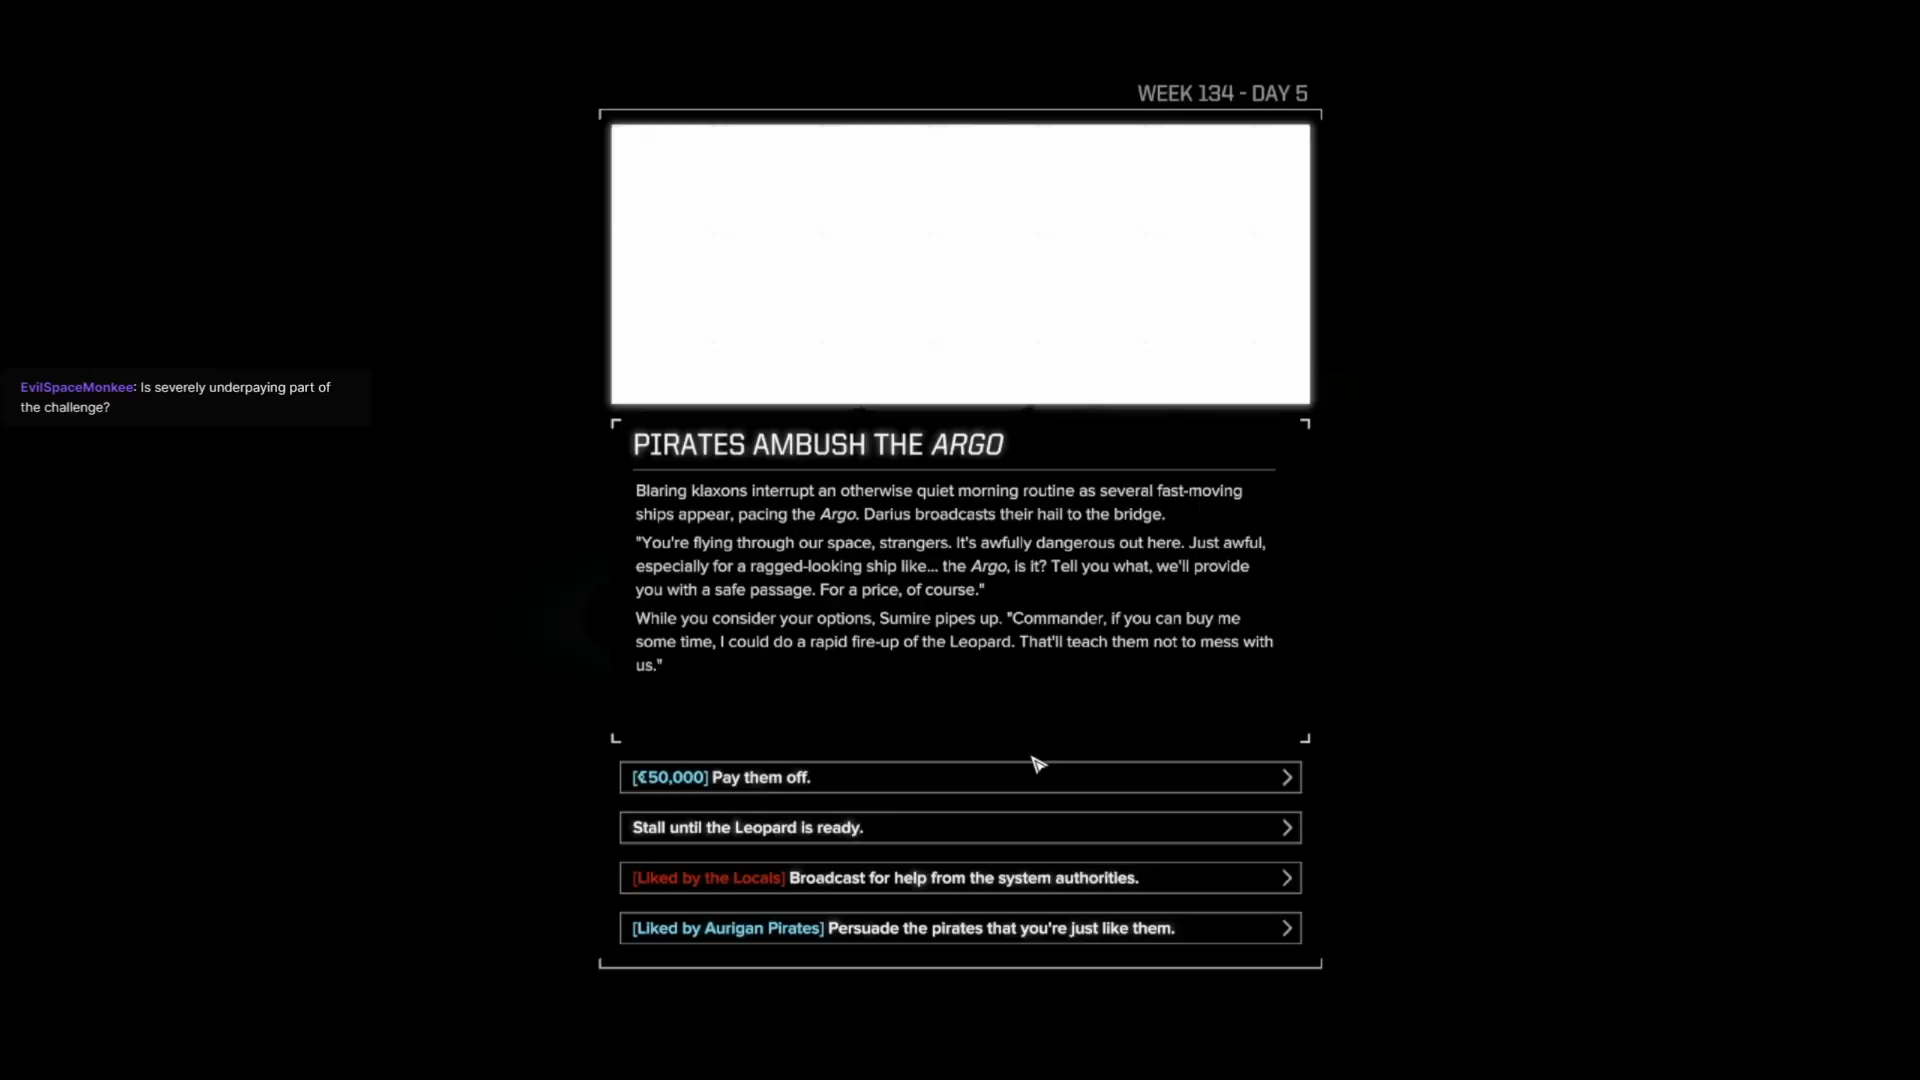 WEEK 134 - DAY 5
EvilSpaceMonkee: Is severely underpaying part of
the challenge?
PIRATES AMBUSH THE ARGO
Blaring klaxons interrupt an otherwise quiet morning routine as several fast-moving
ships appear, pacing the Argo. Darius broadcasts their hail to the bridge.
"You're flying through our space, strangers. It's awfully dangerous out here. Just awful,
especially for a ragged-looking ship like... the Argo, is it? Tell you what, we'll provide
you with a safe passage. For a price, of course."
While you consider your options, Sumire pipes up. "Commander, if you can buy me
some time, I could do a rapid fire-up of the Leopard. That'll teach them not to mess with
us."
[₡50,000] Pay them off.
Stall until the Leopard is ready.
[Liked by the Locals] Broadcast for help from the system authorities.
[Liked by Aurigan Pirates] Persuade the pirates that you're just like them.